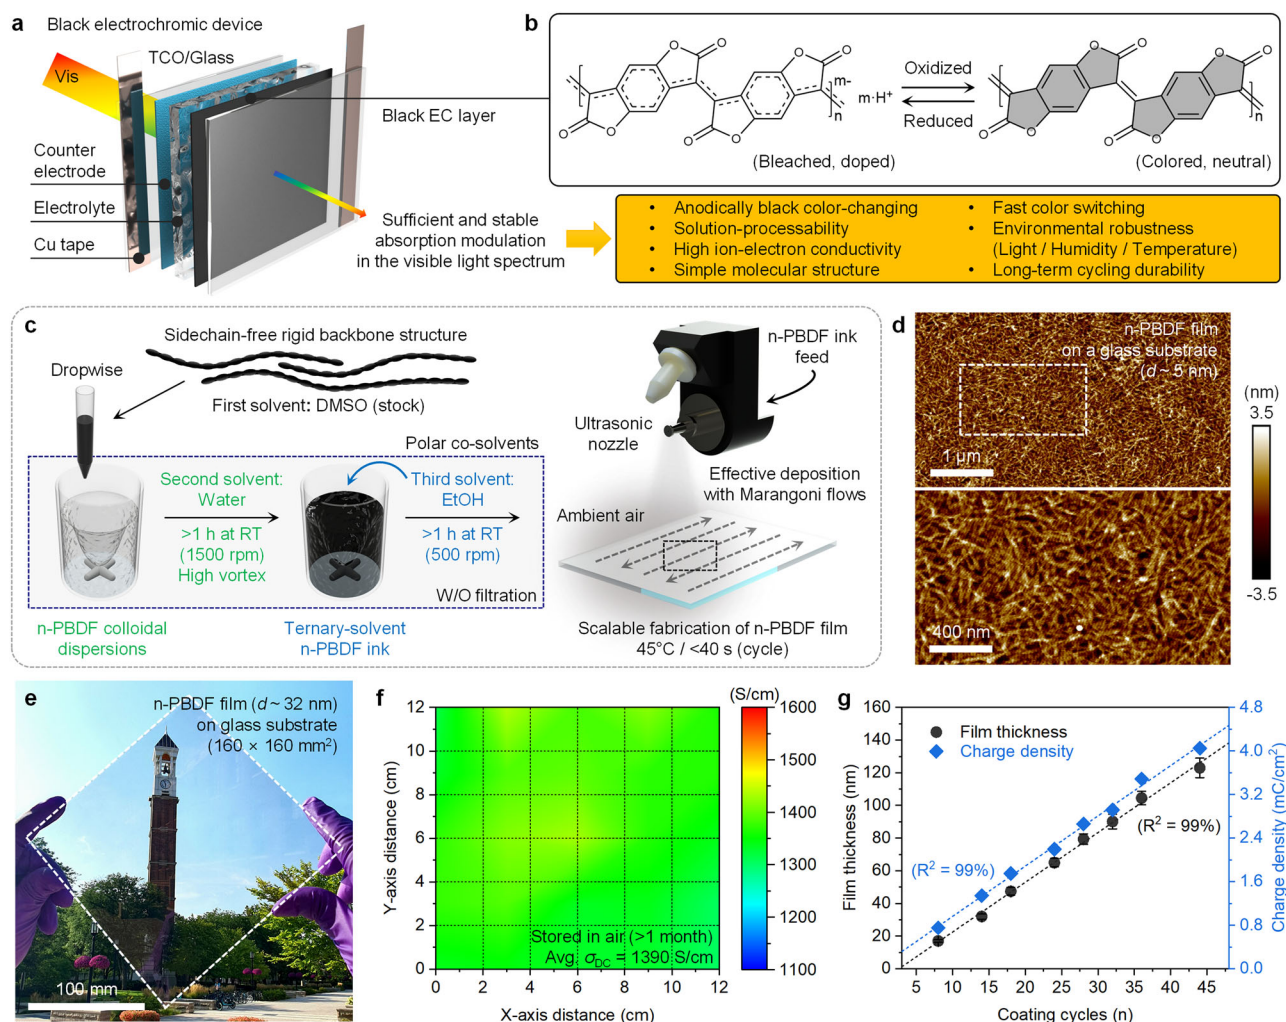 a
Black electrochromic device
TCO/Glass
Vis
Black EC layer
Counter
electrode
Electrolyte
Cu tape
Sufficient and stable
absorption modulation
in the visible light spectrum
b
O
O
O
O
O
O
O
O
m-
n
m·H⁺
Oxidized
Reduced
O
O
O
O
O
O
O
O
n
(Bleached, doped)
(Colored, neutral)
• Anodically black color-changing
• Solution-processability
• High ion-electron conductivity
• Simple molecular structure
• Fast color switching
• Environmental robustness
(Light / Humidity / Temperature)
• Long-term cycling durability
c
Sidechain-free rigid backbone structure
Dropwise
First solvent: DMSO (stock)
Polar co-solvents
Second solvent:
Water
>1 h at RT
(1500 rpm)
High vortex
Third solvent:
EtOH
>1 h at RT
(500 rpm)
W/O filtration
n-PBDF colloidal
dispersions
Ternary-solvent
n-PBDF ink
n-PBDF ink
feed
Ultrasonic
nozzle
Effective deposition
with Marangoni flows
Ambient air
Scalable fabrication of n-PBDF film
45°C / <40 s (cycle)
d
n-PBDF film
on a glass substrate
(d ~ 5 nm)
1 μm
400 nm
(nm)
3.5
-3.5
e
n-PBDF film (d ~ 32 nm)
on glass substrate
(160 × 160 mm²)
100 mm
f
(S/cm)
12
10
8
6
4
2
0
Y-axis distance (cm)
0 2 4 6 8 10 12
X-axis distance (cm)
Stored in air (>1 month)
Avg. σDC = 1390 S/cm
1600
1500
1400
1300
1200
1100
g
Film thickness
Charge density
(R² = 99%)
(R² = 99%)
160
140
120
100
80
60
40
20
0
Film thickness (nm)
4.8
4.0
3.2
2.4
1.6
0.8
0.0
Charge density (mC/cm²)
5 10 15 20 25 30 35 40 45
Coating cycles (n)